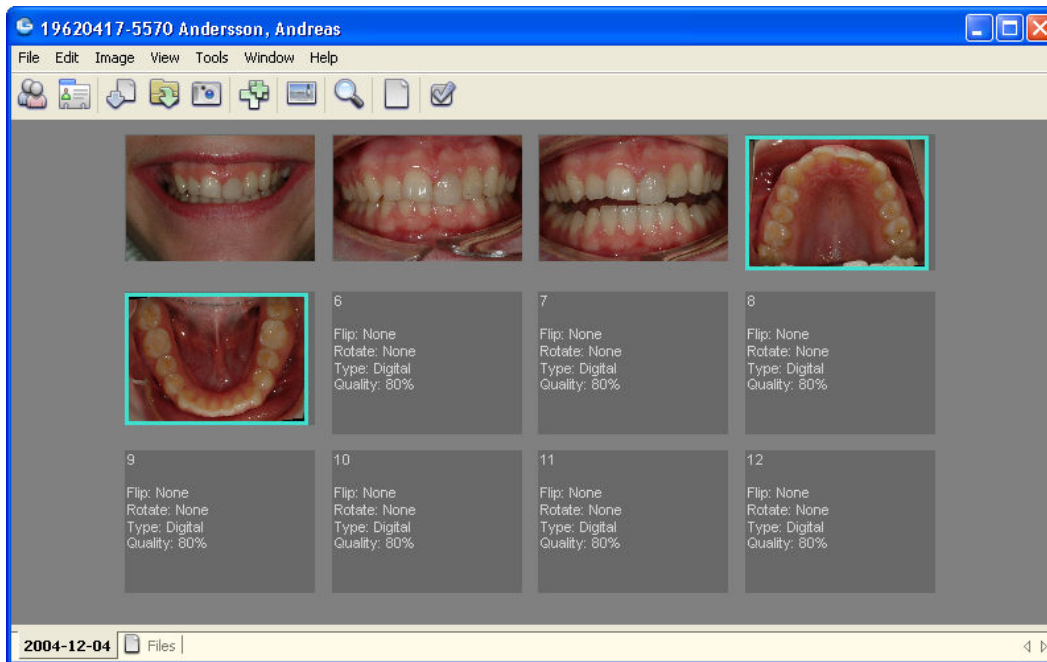 19620417-5570 Andersson, Andreas
File Edit Image View Tools Window Help
6
Flip: None
Rotate: None
Type: Digital
Quality: 80%
7
Flip: None
Rotate: None
Type: Digital
Quality: 80%
8
Flip: None
Rotate: None
Type: Digital
Quality: 80%
9
Flip: None
Rotate: None
Type: Digital
Quality: 80%
10
Flip: None
Rotate: None
Type: Digital
Quality: 80%
11
Flip: None
Rotate: None
Type: Digital
Quality: 80%
12
Flip: None
Rotate: None
Type: Digital
Quality: 80%
2004-12-04 Files